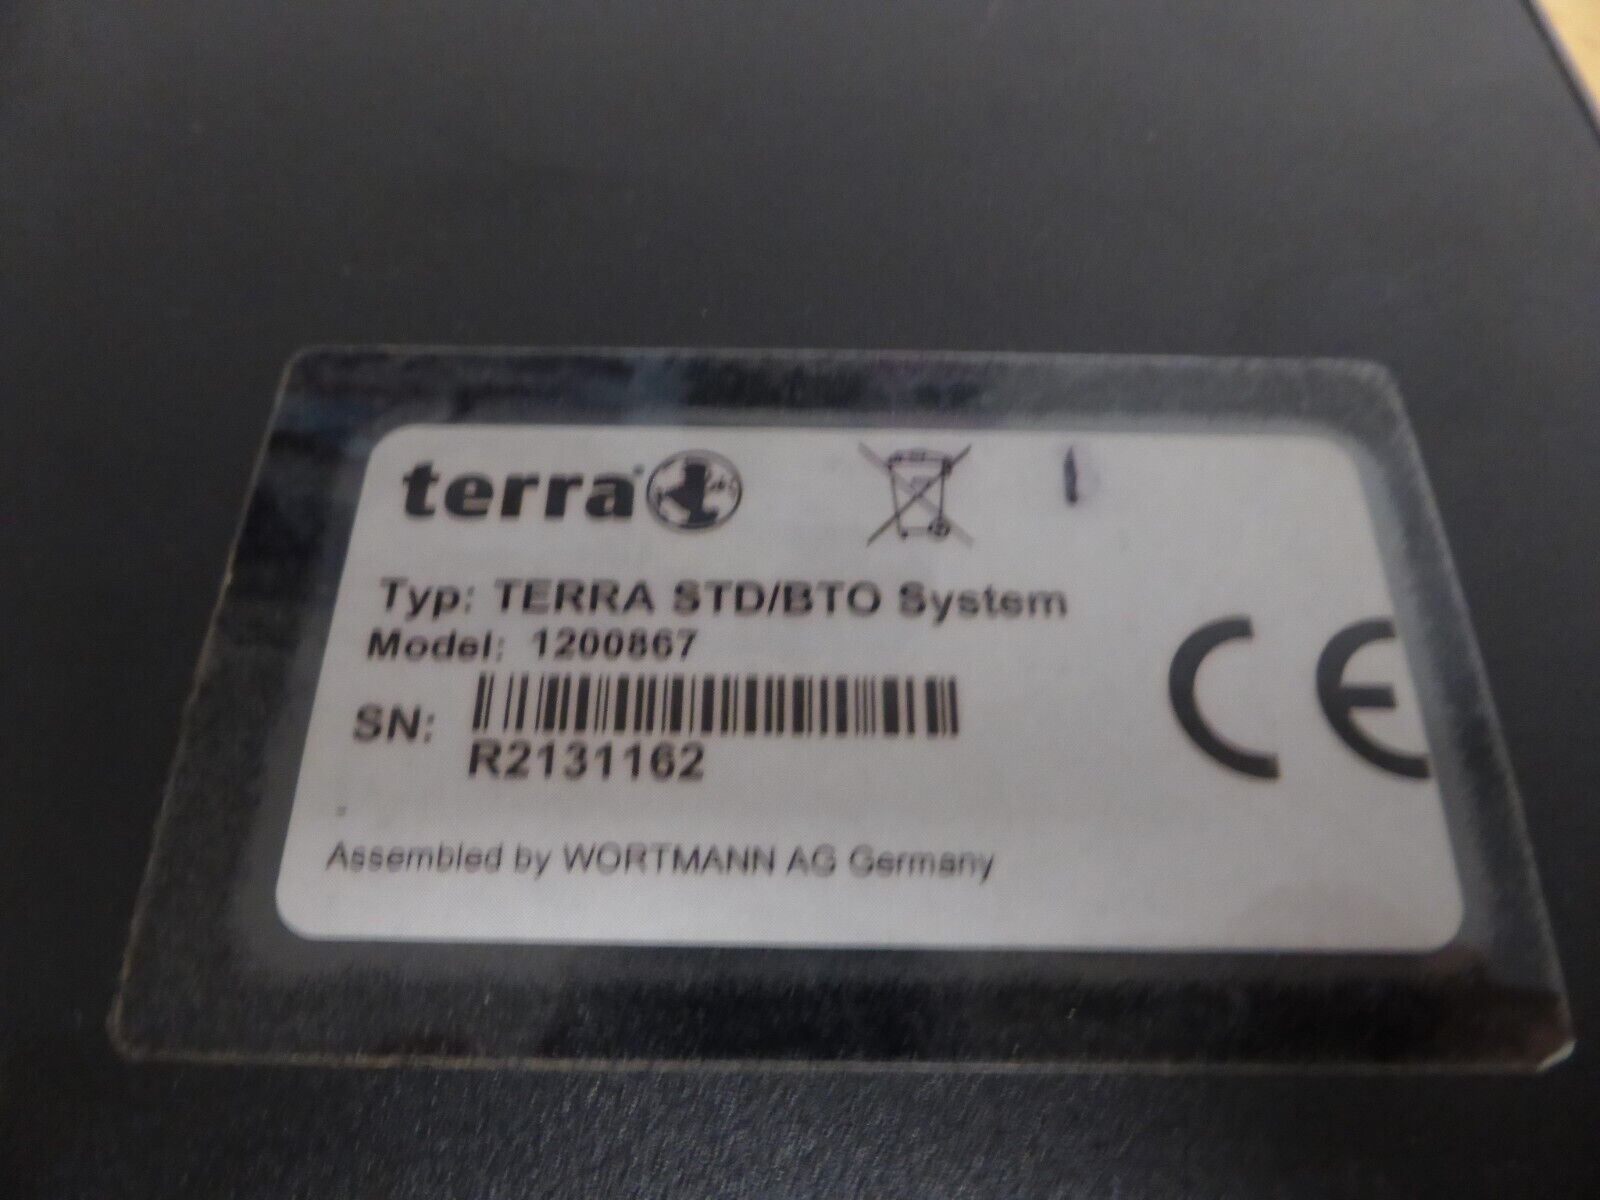 terra
Typ: TERRA STD/BTO System
Model: 1200867
SN:
R2131162
-
Assembled by WORTMANN AG Germany
CE